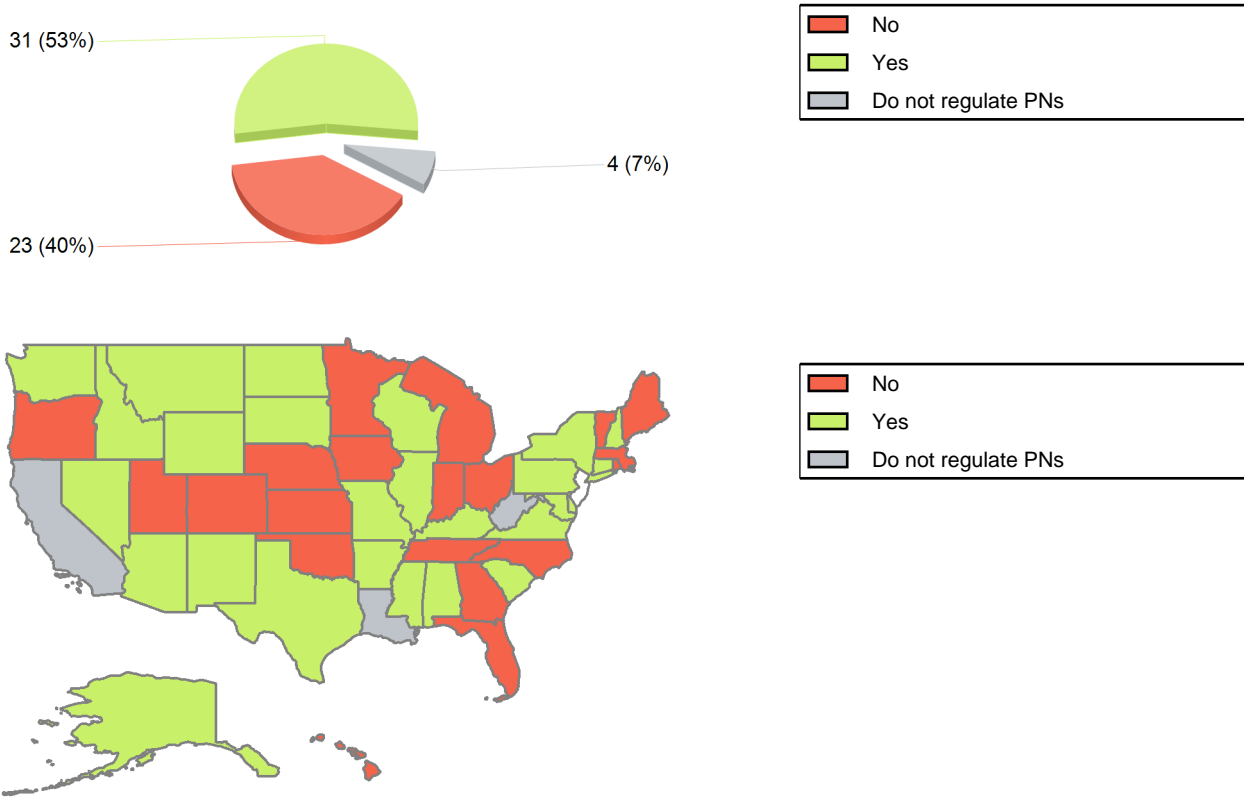 31 (53%)
4 (7%)
23 (40%)
No
Yes
Do not regulate PNs
No
Yes
Do not regulate PNs